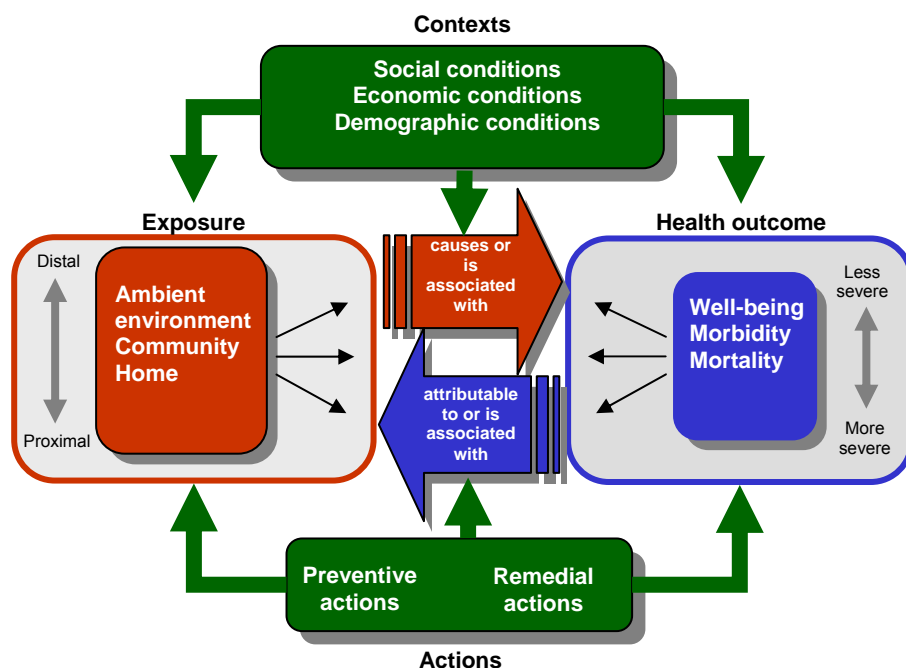 Contexts
Social conditions
Economic conditions
Demographic conditions
Exposure
Health outcome
Distal
Proximal
Ambient
environment
Community
Home
causes or
is
associated
with
attributable
to or is
associated
with
Well-being
Morbidity
Mortality
Less
severe
More
severe
Preventive
actions
Remedial
actions
Actions